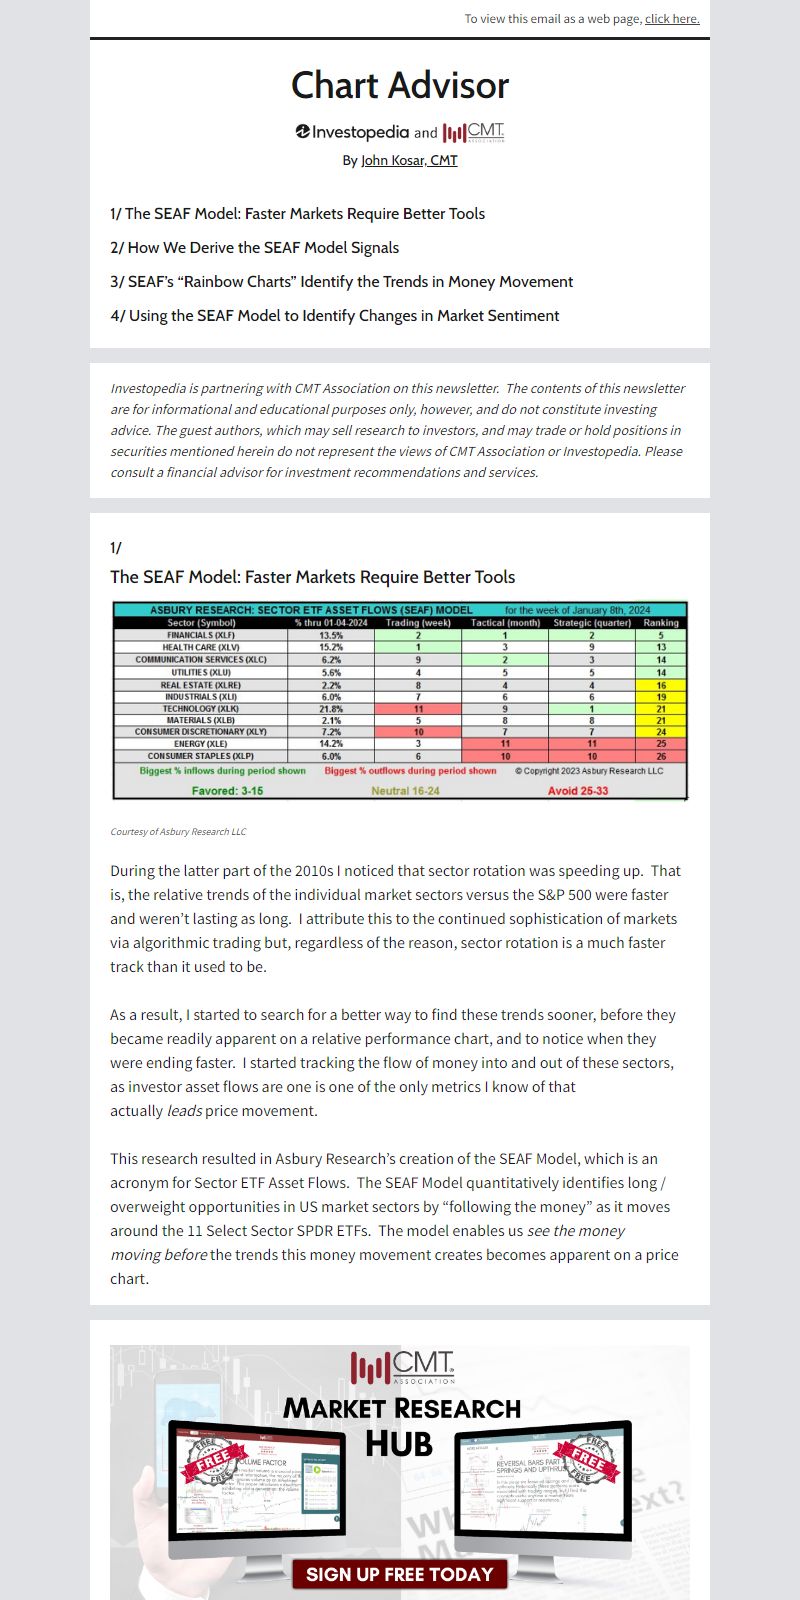 To view this email as a web page, click here.
Chart Advisor
Investopedia and CMT ASSOCIATION
By John Kosar, CMT
1/ The SEAF Model: Faster Markets Require Better Tools
2/ How We Derive the SEAF Model Signals
3/ SEAF’s “Rainbow Charts” Identify the Trends in Money Movement
4/ Using the SEAF Model to Identify Changes in Market Sentiment
Investopedia is partnering with CMT Association on this newsletter. The contents of this newsletter
are for informational and educational purposes only, however, and do not constitute investing
advice. The guest authors, which may sell research to investors, and may trade or hold positions in
securities mentioned herein do not represent the views of CMT Association or Investopedia. Please
consult a financial advisor for investment recommendations and services.
1/
The SEAF Model: Faster Markets Require Better Tools
ASBURY RESEARCH: SECTOR ETF ASSET FLOWS (SEAF) MODEL for the week of January 8th, 2024
Sector (Symbol) % thru 01-04-2024 Trading (week) Tactical (month) Strategic (quarter) Ranking
FINANCIALS (XLF) 13.5% 2 1 2 5
HEALTH CARE (XLV) 15.2% 1 3 9 13
COMMUNICATION SERVICES (XLC) 6.2% 9 2 3 14
UTILITIES (XLU) 5.6% 4 5 5 14
REAL ESTATE (XLRE) 2.2% 8 4 4 16
INDUSTRIALS (XLI) 6.0% 7 6 6 19
TECHNOLOGY (XLK) 21.8% 11 9 1 21
MATERIALS (XLB) 2.1% 5 8 8 21
CONSUMER DISCRETIONARY (XLY) 7.2% 10 7 7 24
ENERGY (XLE) 14.2% 3 11 11 25
CONSUMER STAPLES (XLP) 6.0% 6 10 10 26
Biggest % inflows during period shown Biggest % outflows during period shown © Copyright 2023 Asbury Research LLC
Favored: 3-15 Neutral 16-24 Avoid 25-33
Courtesy of Asbury Research LLC
During the latter part of the 2010s I noticed that sector rotation was speeding up. That
is, the relative trends of the individual market sectors versus the S&P 500 were faster
and weren’t lasting as long. I attribute this to the continued sophistication of markets
via algorithmic trading but, regardless of the reason, sector rotation is a much faster
track than it used to be.
As a result, I started to search for a better way to find these trends sooner, before they
became readily apparent on a relative performance chart, and to notice when they
were ending faster. I started tracking the flow of money into and out of these sectors,
as investor asset flows are one is one of the only metrics I know of that
actually leads price movement.
This research resulted in Asbury Research’s creation of the SEAF Model, which is an
acronym for Sector ETF Asset Flows. The SEAF Model quantitatively identifies long /
overweight opportunities in US market sectors by “following the money” as it moves
around the 11 Select Sector SPDR ETFs. The model enables us see the money
moving before the trends this money movement creates becomes apparent on a price
chart.
CMT ASSOCIATION
MARKET RESEARCH
HUB
FREE
VOLUME FACTOR
FREE
REVERSAL BARS PART
SPRINGS AND UPTHRUS
SIGN UP FREE TODAY